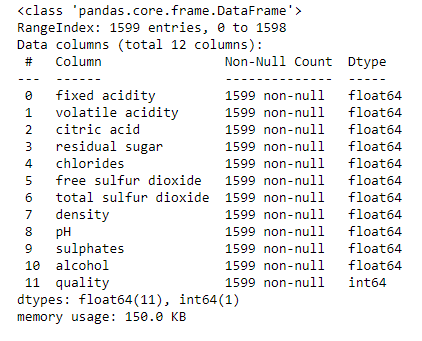 <class 'pandas.core.frame.DataFrame'>
RangeIndex: 1599 entries, 0 to 1598
Data columns (total 12 columns):
 #   Column                Non-Null Count  Dtype
---  ------                --------------  -----
 0   fixed acidity         1599 non-null   float64
 1   volatile acidity      1599 non-null   float64
 2   citric acid           1599 non-null   float64
 3   residual sugar        1599 non-null   float64
 4   chlorides             1599 non-null   float64
 5   free sulfur dioxide   1599 non-null   float64
 6   total sulfur dioxide  1599 non-null   float64
 7   density               1599 non-null   float64
 8   pH                    1599 non-null   float64
 9   sulphates             1599 non-null   float64
 10  alcohol               1599 non-null   float64
 11  quality               1599 non-null   int64
dtypes: float64(11), int64(1)
memory usage: 150.0 KB